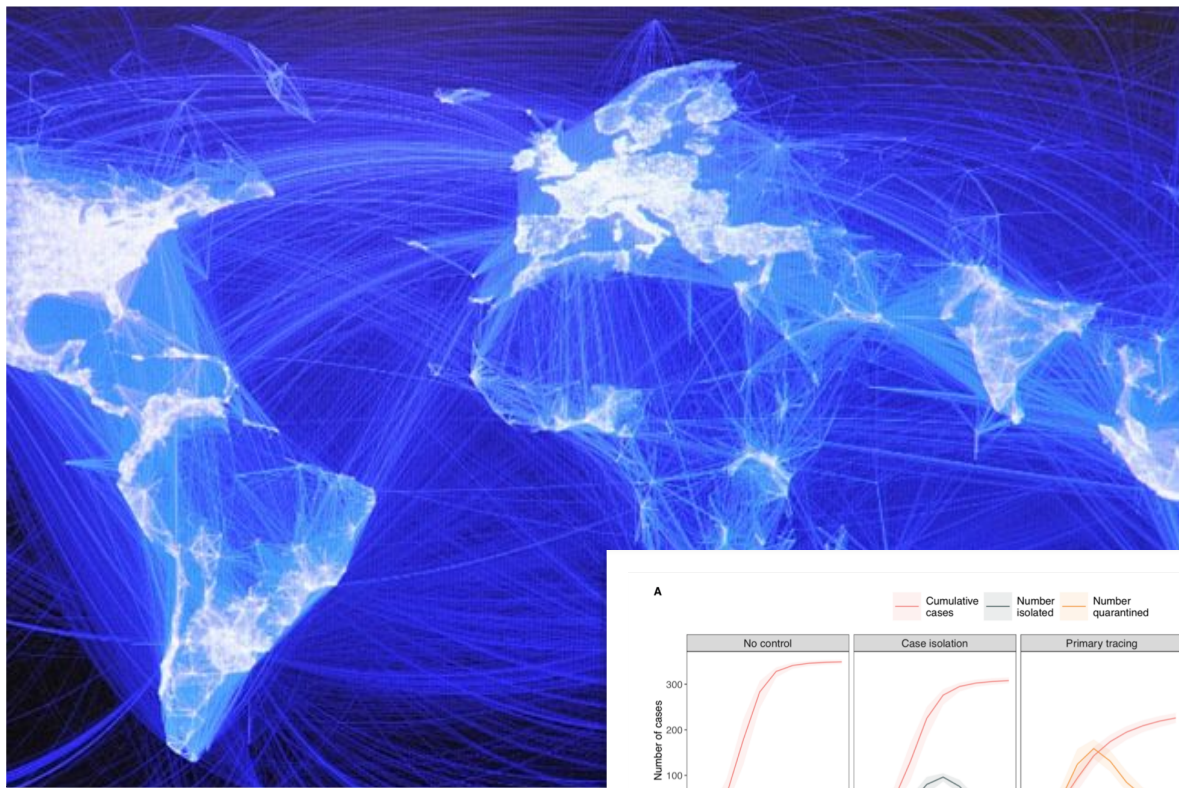 A
Cumulative cases
Number isolated
Number quarantined
No control
Case isolation
Primary tracing
Number of cases
300
200
100